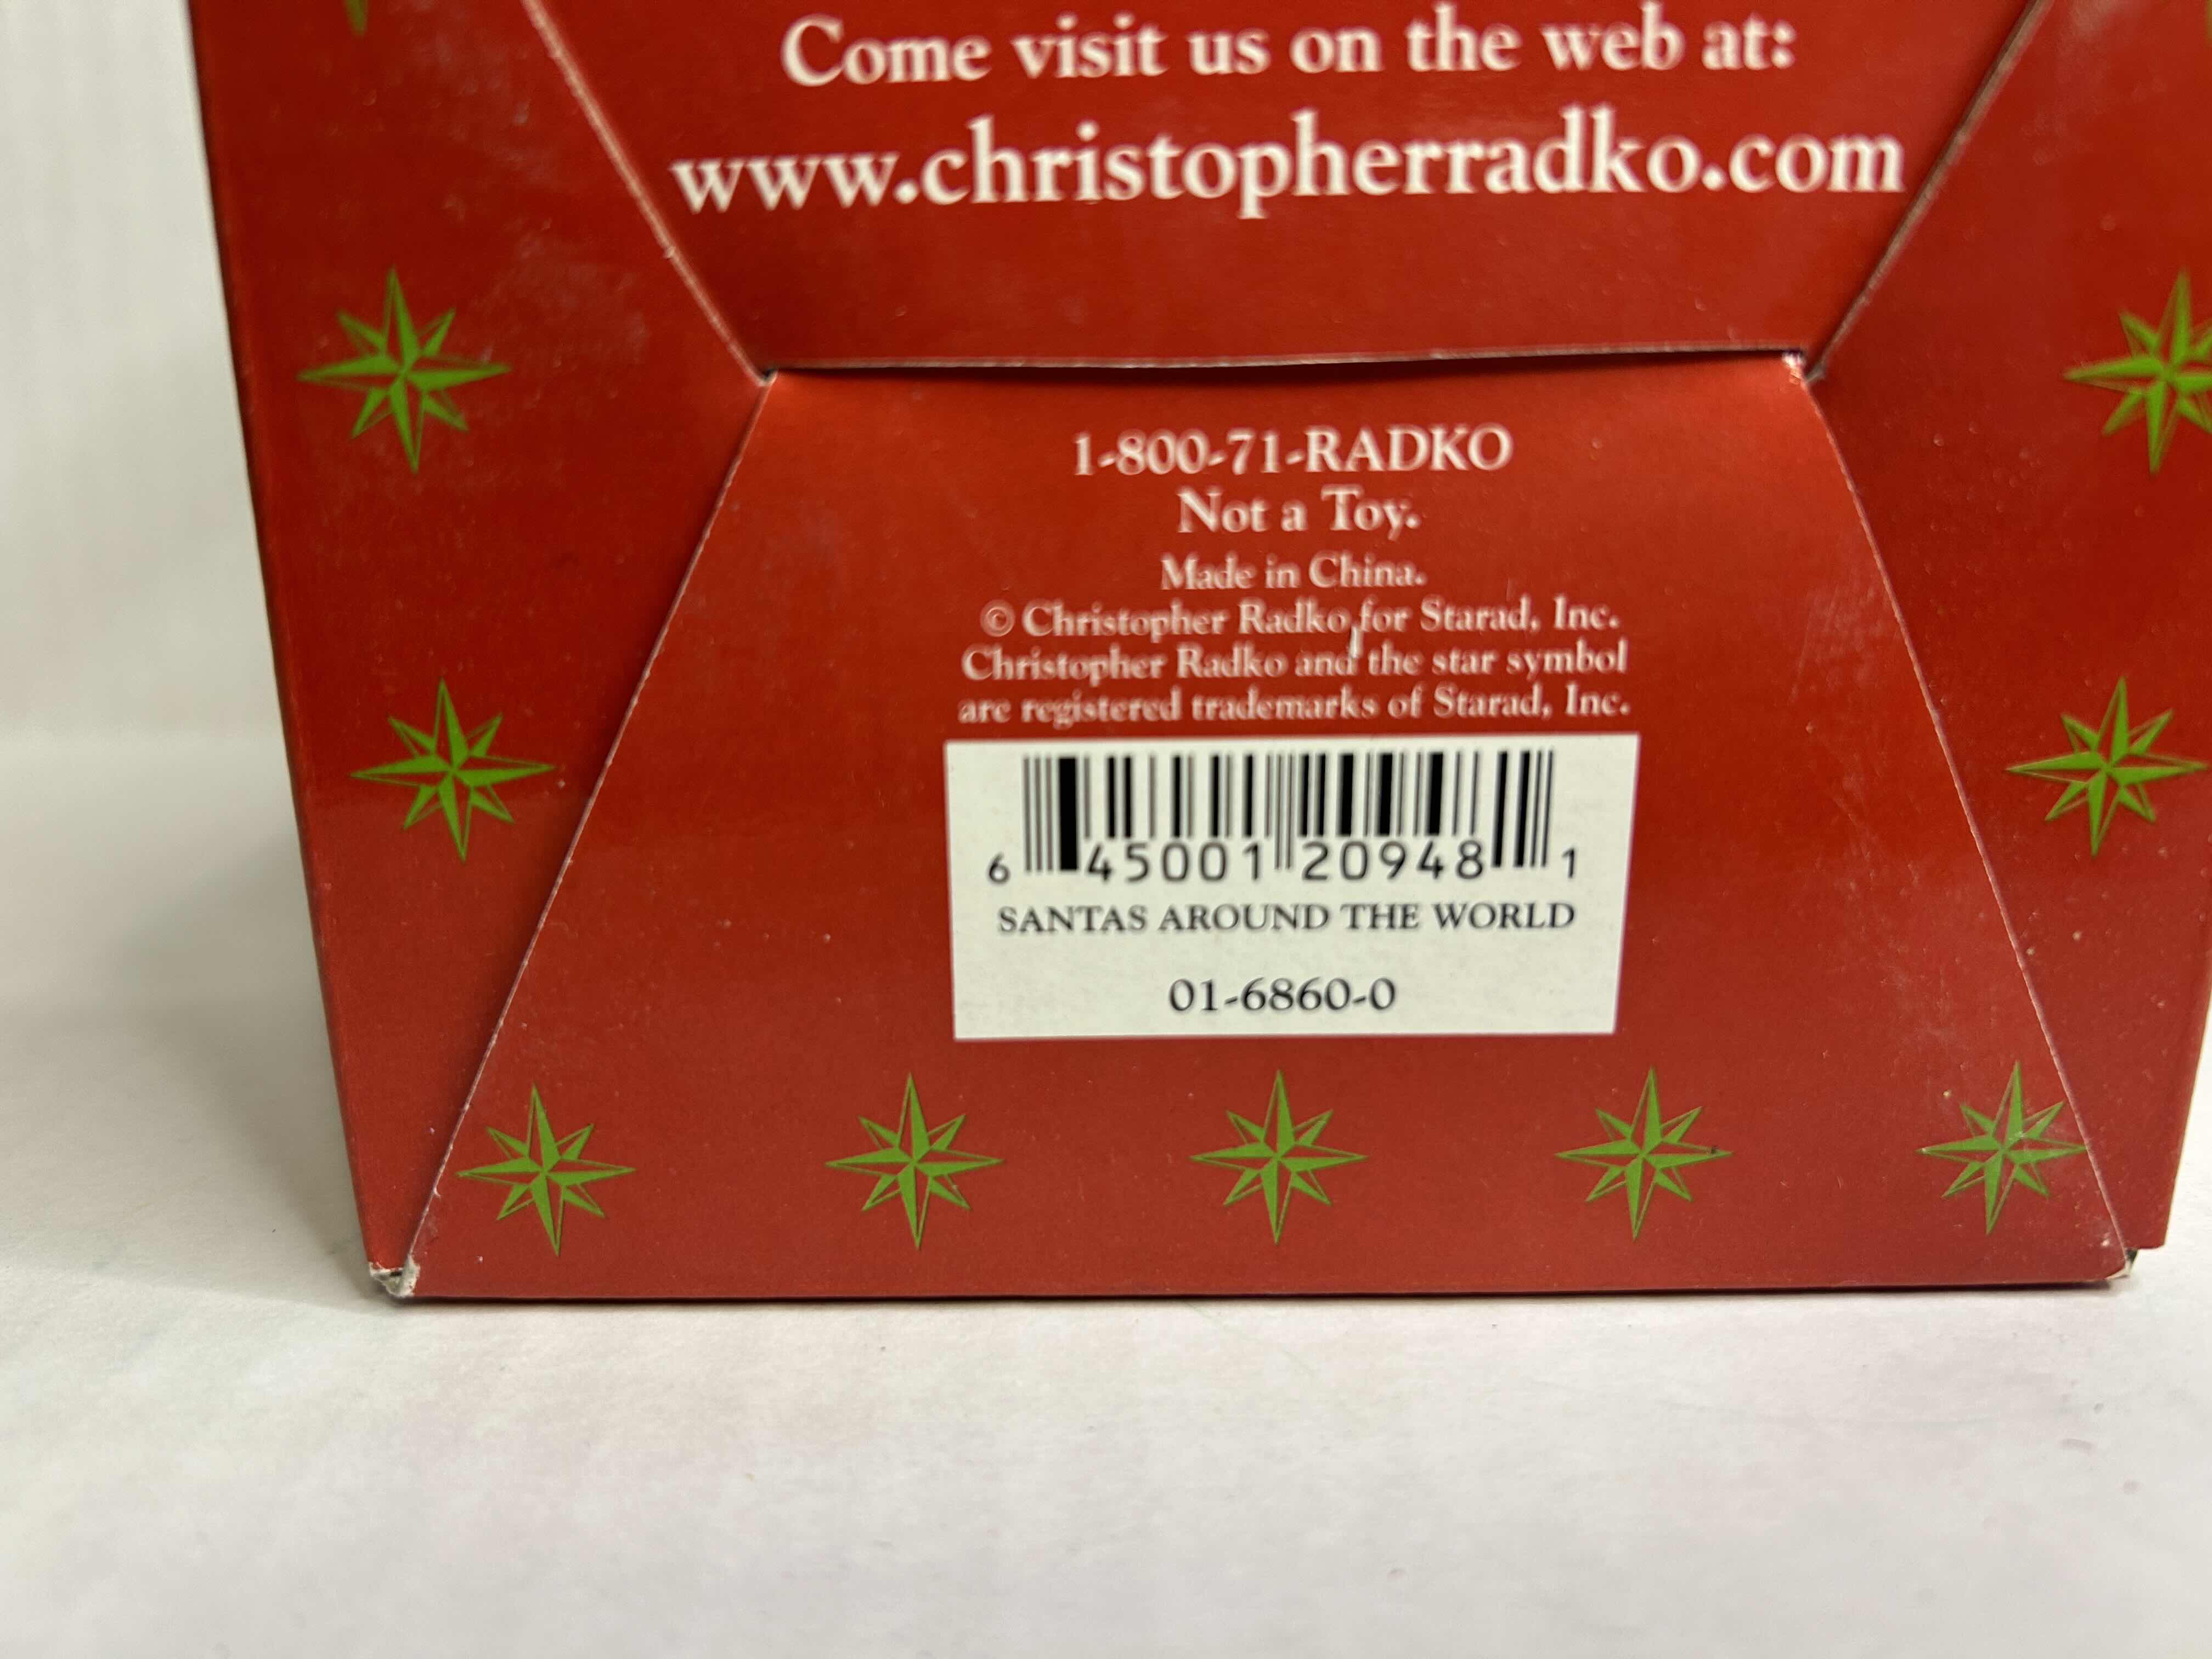 Come visit us on the web at:
www.christopherradko.com
1-800-71-RADKO
Not a Toy.
Made in China.
© Christopher Radko for Starad, Inc.
Christopher Radko and the star symbol
are registered trademarks of Starad, Inc.
6 45001 20948 1
SANTAS AROUND THE WORLD
01-6860-0